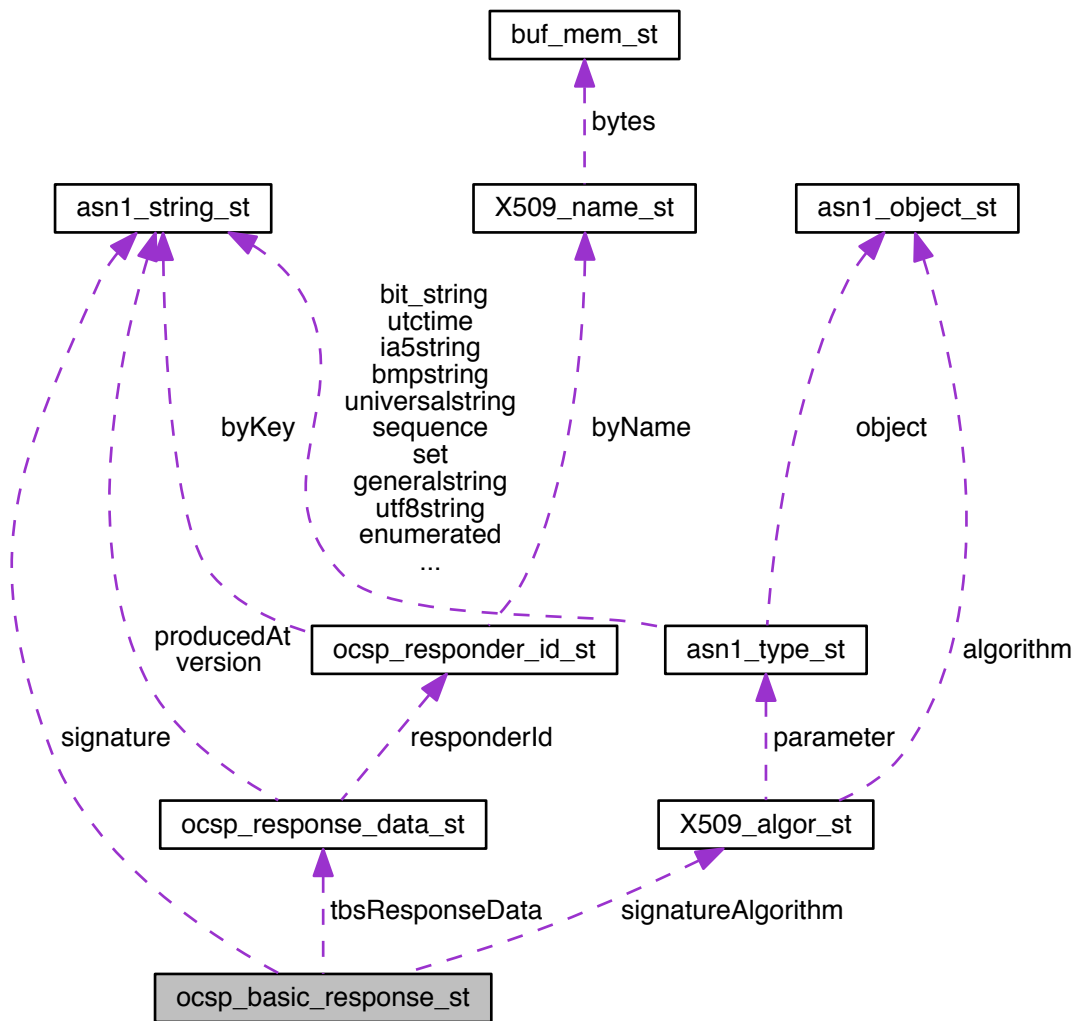 buf_mem_st
bytes
asn1_string_st
X509_name_st
asn1_object_st
bit_string
utctime
ia5string
bmpstring
universalstring
sequence
set
generalstring
utf8string
enumerated
...
byKey
byName
object
producedAt
version
ocsp_responder_id_st
asn1_type_st
algorithm
signature
responderId
parameter
ocsp_response_data_st
X509_algor_st
tbsResponseData
signatureAlgorithm
ocsp_basic_response_st